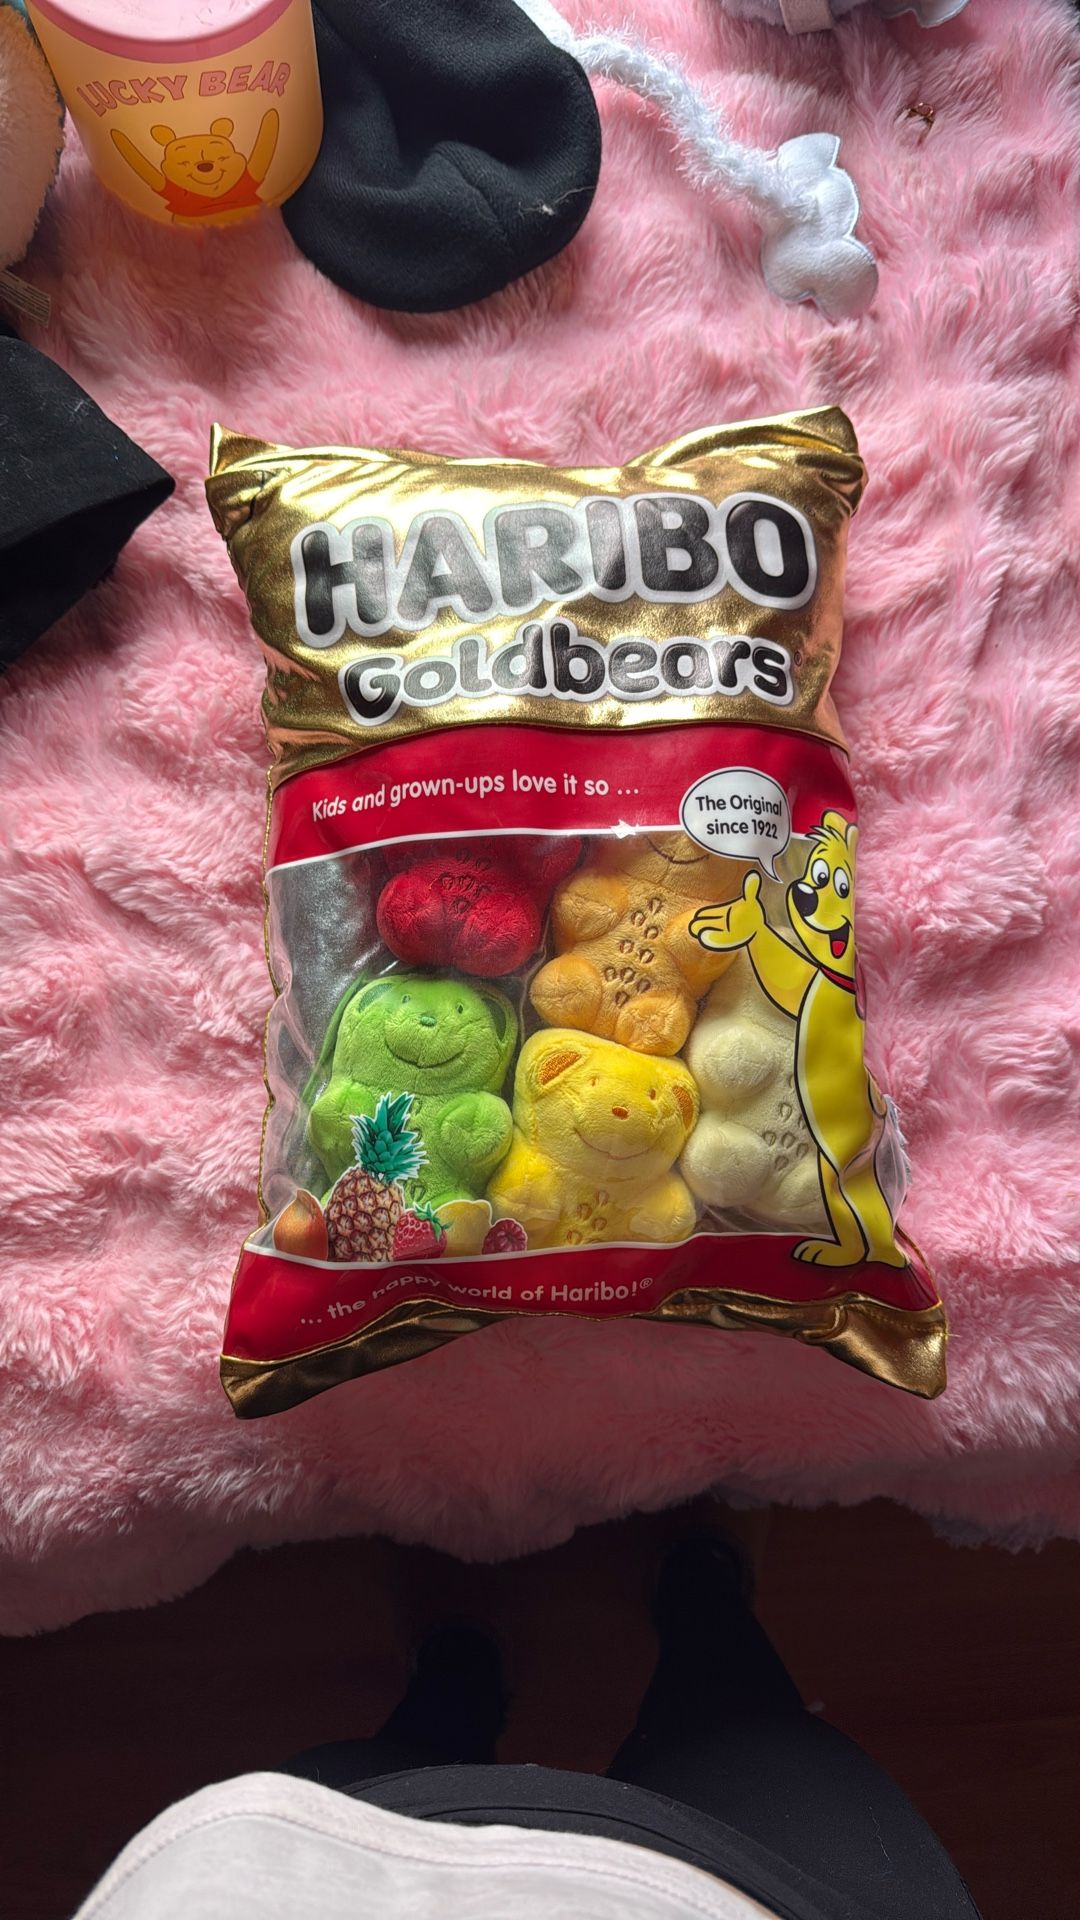 LUCKY BEAR
HARIBO
Goldbears®
Kids and grown-ups love it so ...
The Original
since 1922
... the happy world of Haribo!®